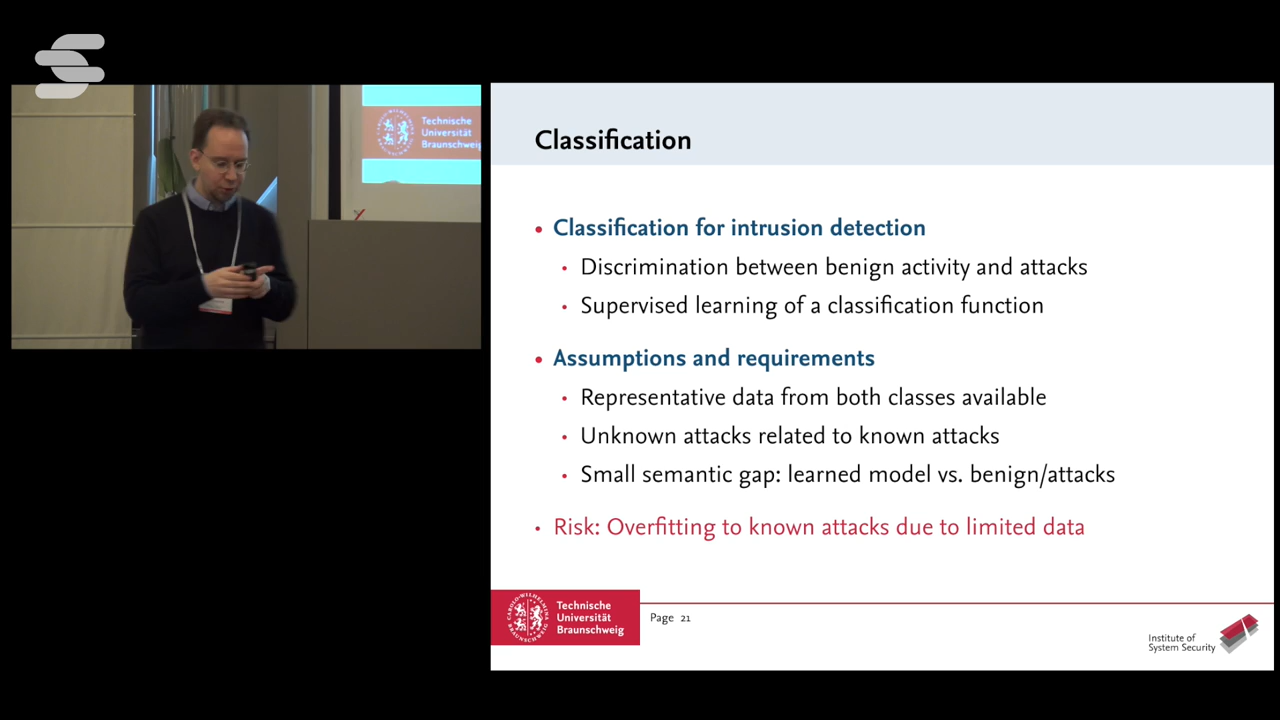 Technische
Universität
Braunschweig
Classification
• Classification for intrusion detection
• Discrimination between benign activity and attacks
• Supervised learning of a classification function
• Assumptions and requirements
• Representative data from both classes available
• Unknown attacks related to known attacks
• Small semantic gap: learned model vs. benign/attacks
• Risk: Overfitting to known attacks due to limited data
Technische
Universität
Braunschweig
Page 21
Institute of
System Security